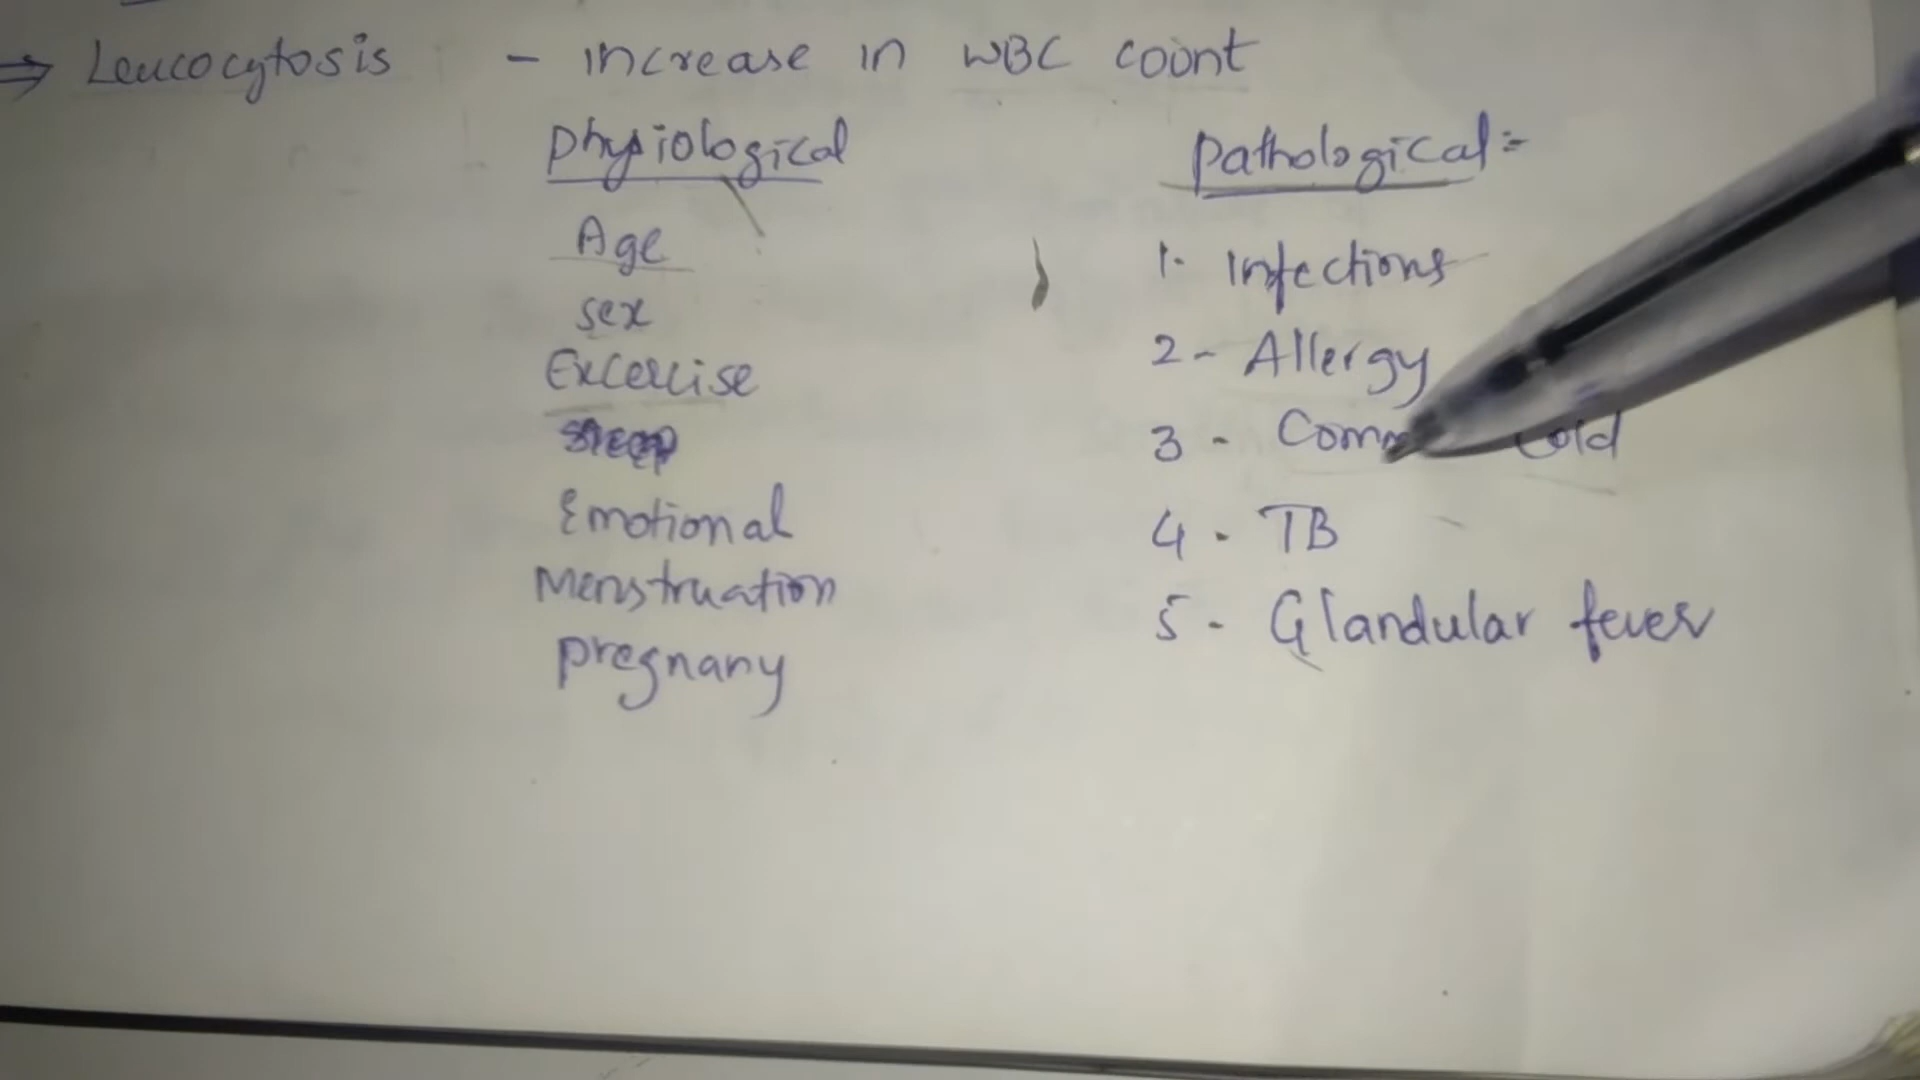 ⇒ Leucocytosis - increase in WBC count
physiological
Age
sex
Excercise
Emotional
Menstruation
pregnany
pathological :-
1. Infections
2 - Allergy
3 - Cold
4 - TB
5 - Glandular fever